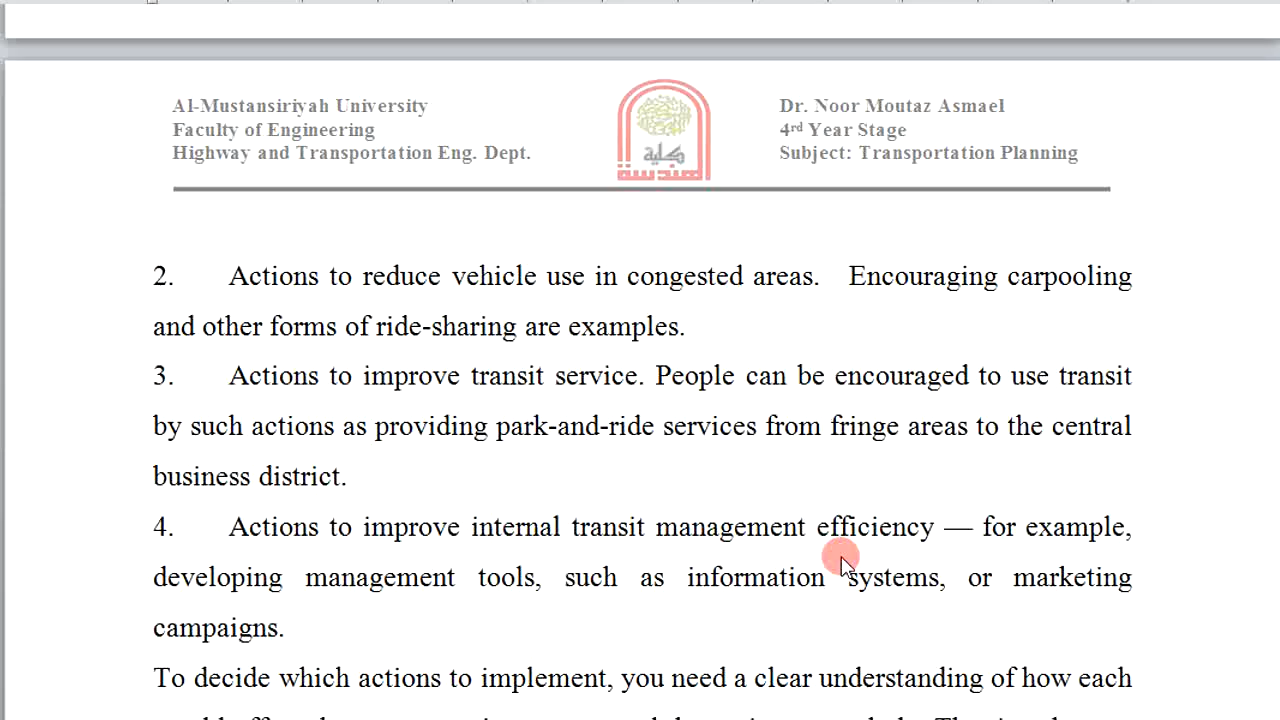 Al-Mustansiriyah University
Faculty of Engineering
Highway and Transportation Eng. Dept.
كلية
الهندسة
Dr. Noor Moutaz Asmael
4rd Year Stage
Subject: Transportation Planning
2. Actions to reduce vehicle use in congested areas. Encouraging carpooling
and other forms of ride-sharing are examples.
3. Actions to improve transit service. People can be encouraged to use transit
by such actions as providing park-and-ride services from fringe areas to the central
business district.
4. Actions to improve internal transit management efficiency — for example,
developing management tools, such as information systems, or marketing
campaigns.
To decide which actions to implement, you need a clear understanding of how each